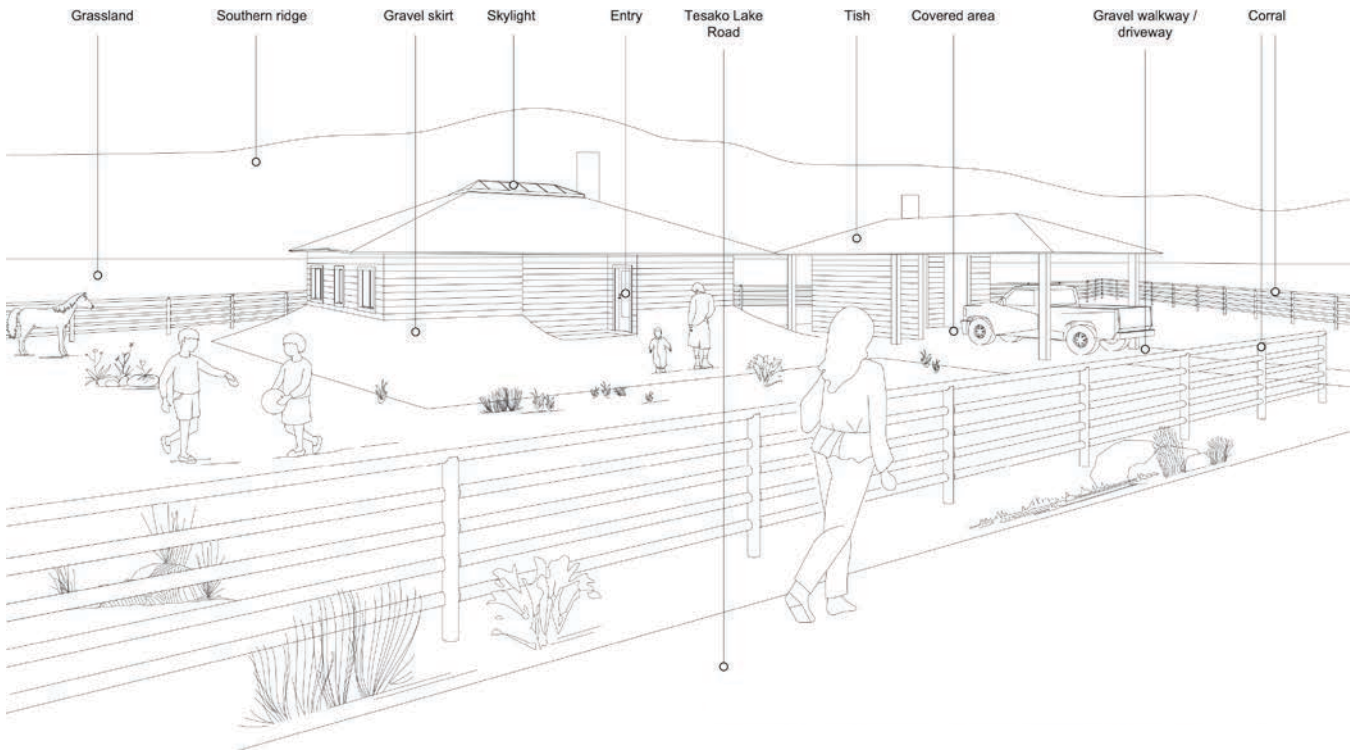 Grassland
Southern ridge
Gravel skirt
Skylight
Entry
Tesako Lake
Road
Tish
Covered area
Gravel walkway /
driveway
Corral